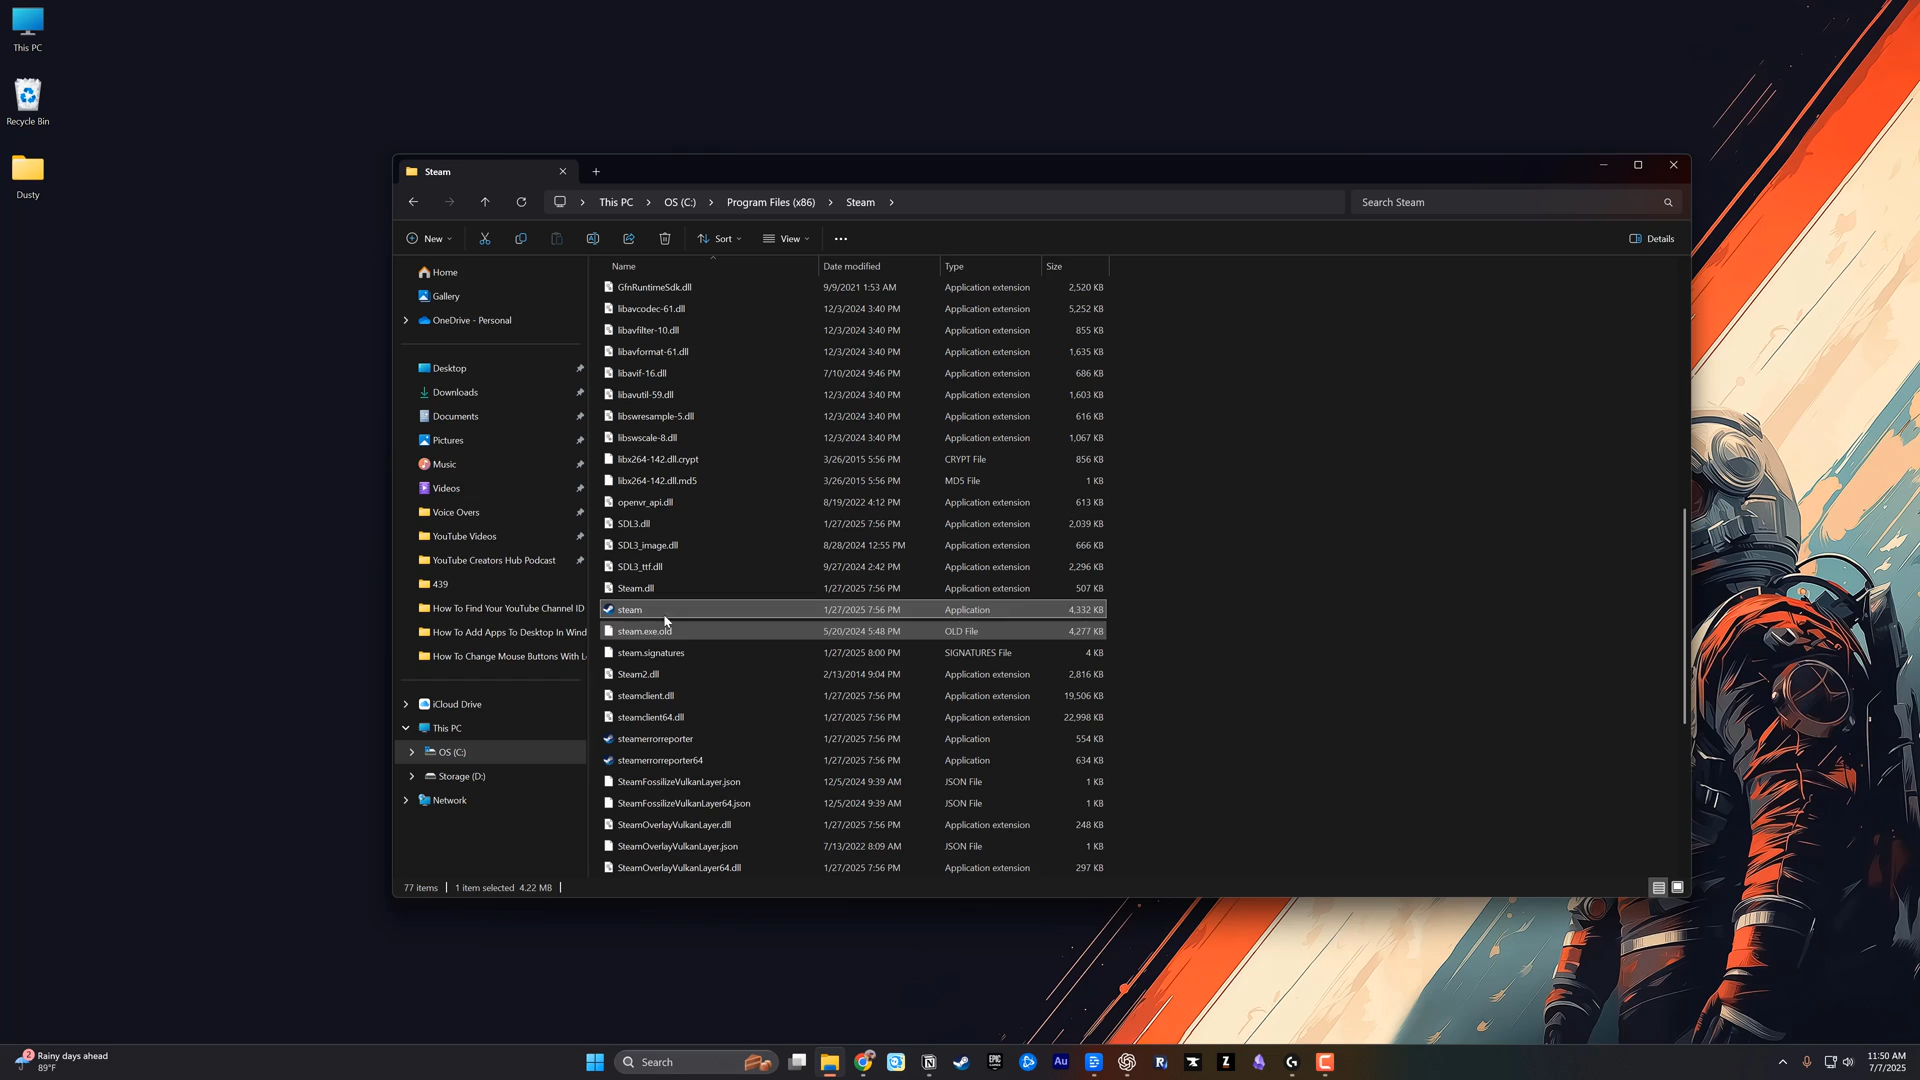 This PC
Recycle Bin
Dusty
Steam
This PC
OS (C:)
Program Files (x86)
Steam
Search Steam
New
Sort
View
Details
Home
Gallery
OneDrive - Personal
Desktop
Downloads
Documents
Pictures
Music
Videos
Voice Overs
YouTube Videos
YouTube Creators Hub Podcast
439
How To Find Your YouTube Channel ID
How To Add Apps To Desktop In Wind
How To Change Mouse Buttons With L
iCloud Drive
This PC
OS (C:)
Storage (D:)
Network
Name Date modified Type Size
GfnRuntimeSdk.dll 9/9/2021 1:53 AM Application extension 2,520 KB
libavcodec-61.dll 12/3/2024 3:40 PM Application extension 5,252 KB
libavfilter-10.dll 12/3/2024 3:40 PM Application extension 855 KB
libavformat-61.dll 12/3/2024 3:40 PM Application extension 1,635 KB
libavif-16.dll 7/10/2024 9:46 PM Application extension 686 KB
libavutil-59.dll 12/3/2024 3:40 PM Application extension 1,603 KB
libswresample-5.dll 12/3/2024 3:40 PM Application extension 616 KB
libswscale-8.dll 12/3/2024 3:40 PM Application extension 1,067 KB
libx264-142.dll.crypt 3/26/2015 5:56 PM CRYPT File 856 KB
libx264-142.dll.md5 3/26/2015 5:56 PM MD5 File 1 KB
openvr_api.dll 8/19/2022 4:12 PM Application extension 613 KB
SDL3.dll 1/27/2025 7:56 PM Application extension 2,039 KB
SDL3_image.dll 8/28/2024 12:55 PM Application extension 666 KB
SDL3_ttf.dll 9/27/2024 2:42 PM Application extension 2,296 KB
Steam.dll 1/27/2025 7:56 PM Application extension 507 KB
steam 1/27/2025 7:56 PM Application 4,332 KB
steam.exe.old 5/20/2024 5:48 PM OLD File 4,277 KB
steam.signatures 1/27/2025 8:00 PM SIGNATURES File 4 KB
Steam2.dll 2/13/2014 9:04 PM Application extension 2,816 KB
steamclient.dll 1/27/2025 7:56 PM Application extension 19,506 KB
steamclient64.dll 1/27/2025 7:56 PM Application extension 22,998 KB
steamerrorreporter 1/27/2025 7:56 PM Application 554 KB
steamerrorreporter64 1/27/2025 7:56 PM Application 634 KB
SteamFossilizeVulkanLayer.json 12/5/2024 9:39 AM JSON File 1 KB
SteamFossilizeVulkanLayer64.json 12/5/2024 9:39 AM JSON File 1 KB
SteamOverlayVulkanLayer.dll 1/27/2025 7:56 PM Application extension 248 KB
SteamOverlayVulkanLayer.json 7/13/2022 8:09 AM JSON File 1 KB
SteamOverlayVulkanLayer64.dll 1/27/2025 7:56 PM Application extension 297 KB
77 items 1 item selected 4.22 MB
2
Rainy days ahead
89°F
Search
EPIC
Au
Z
11:50 AM
7/7/2025